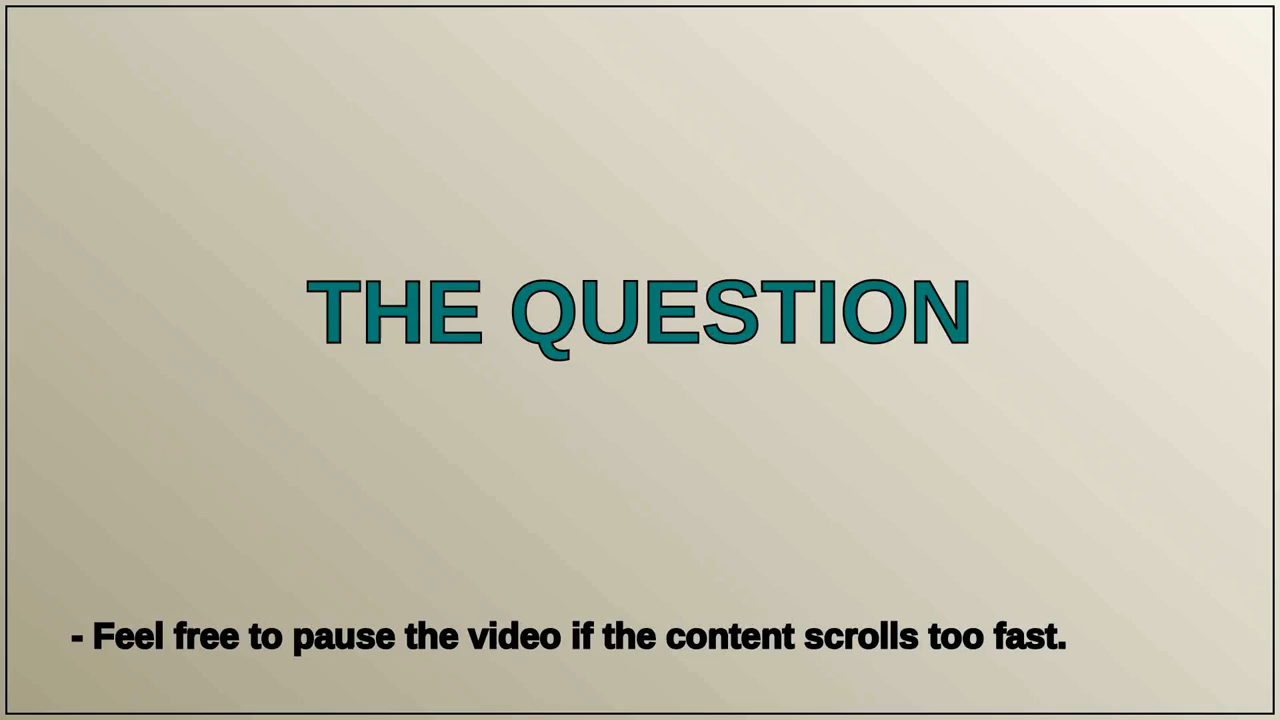 THE QUESTION
- Feel free to pause the video if the content scrolls too fast.